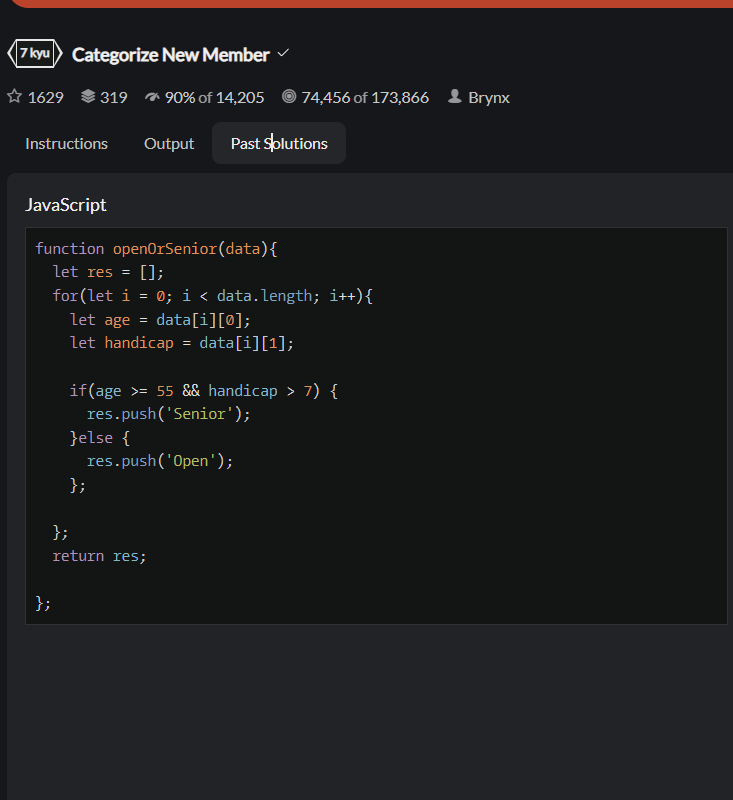 7 kyu Categorize New Member
1629 319 90% of 14,205 74,456 of 173,866 Brynx
Instructions Output Past Solutions
JavaScript
function openOrSenior(data){
  let res = [];
  for(let i = 0; i < data.length; i++){
    let age = data[i][0];
    let handicap = data[i][1];

    if(age >= 55 && handicap > 7) {
      res.push('Senior');
    }else {
      res.push('Open');
    };

  };
  return res;

};